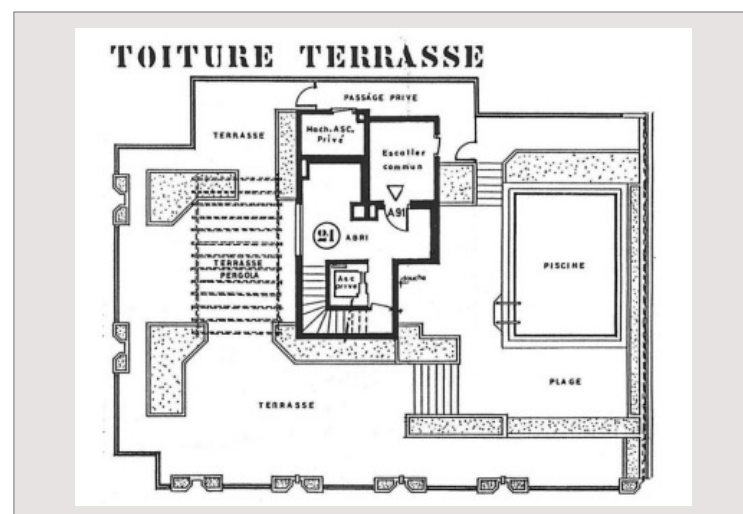 TOITURE TERRASSE
PASSAGE PRIVE
TERRASSE
Mach. ASC.
Privé
Escalier
commun
A91
21
ABRI
TERRASSE
PERGOLA
Asc
privé
douche
PISCINE
PLAGE
TERRASSE